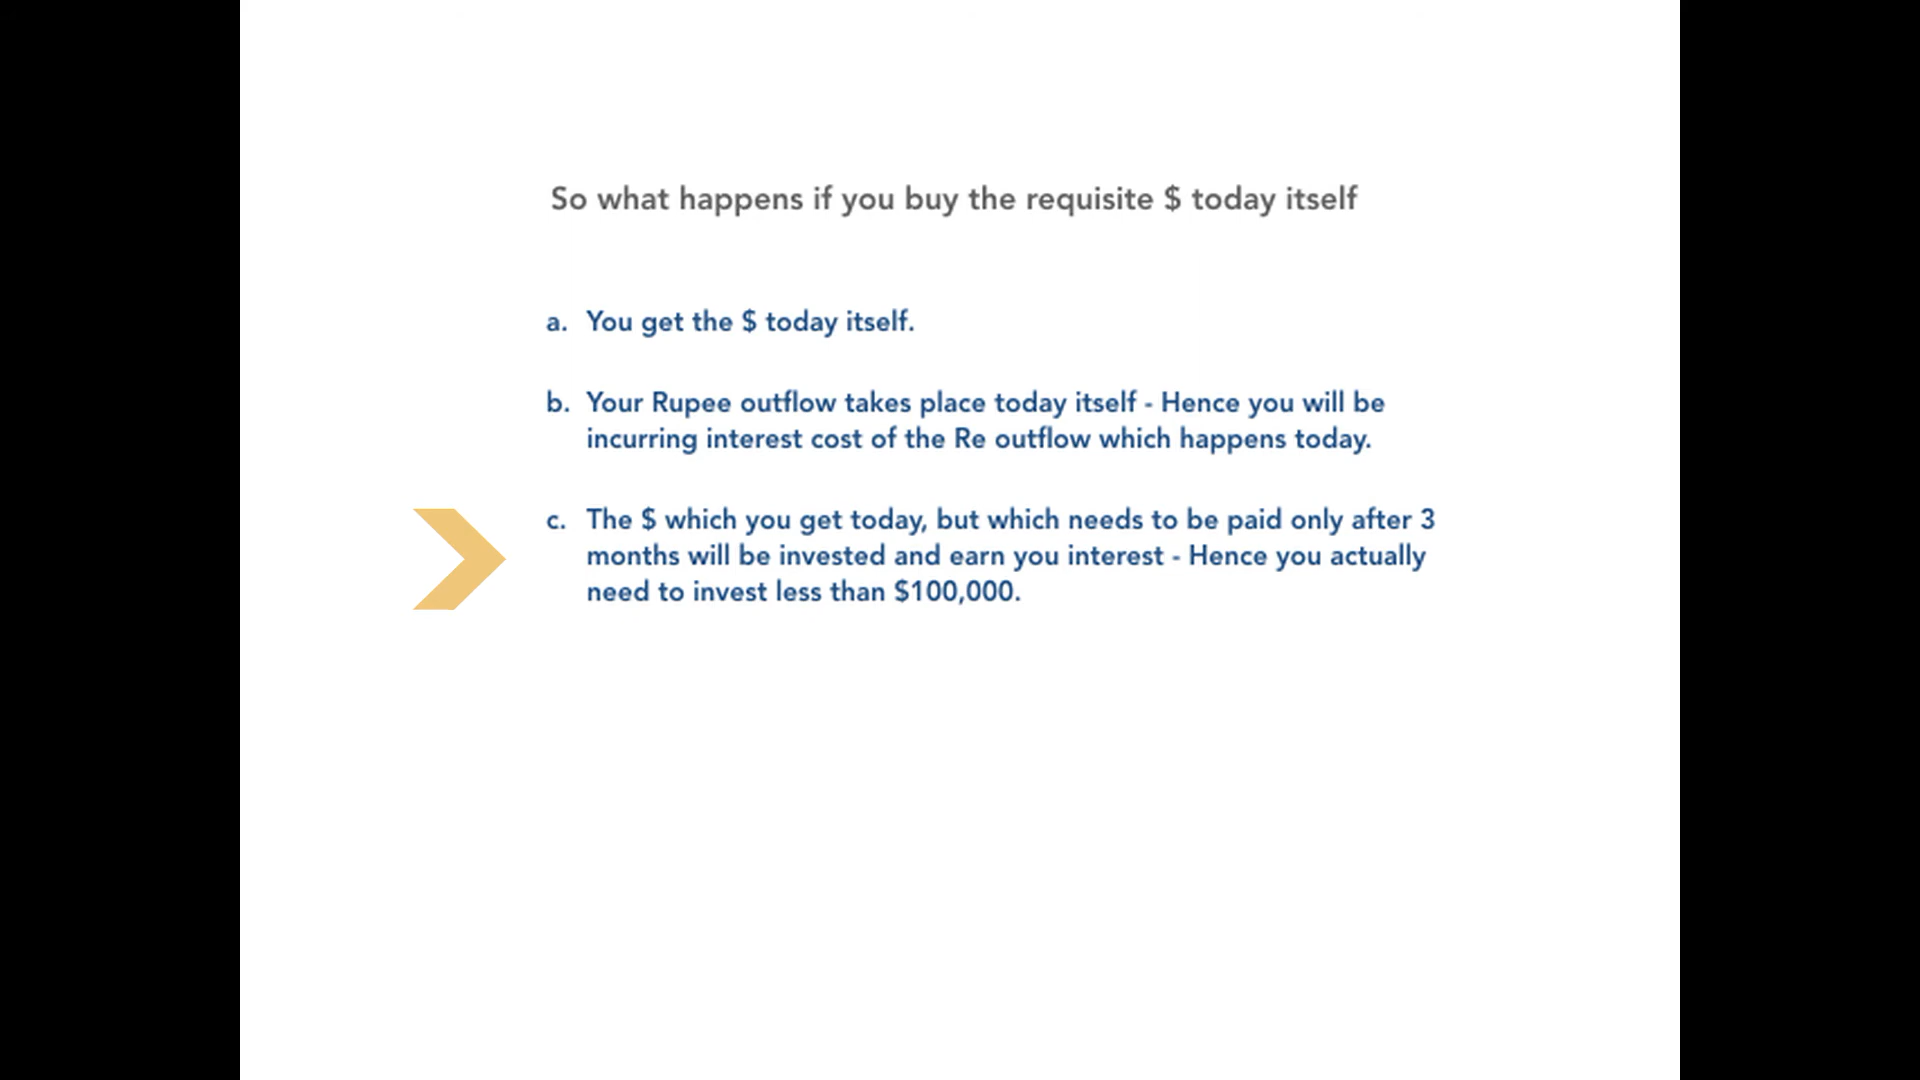 So what happens if you buy the requisite $ today itself
a. You get the $ today itself.
b. Your Rupee outflow takes place today itself - Hence you will be
incurring interest cost of the Re outflow which happens today.
c. The $ which you get today, but which needs to be paid only after 3
months will be invested and earn you interest - Hence you actually
need to invest less than $100,000.